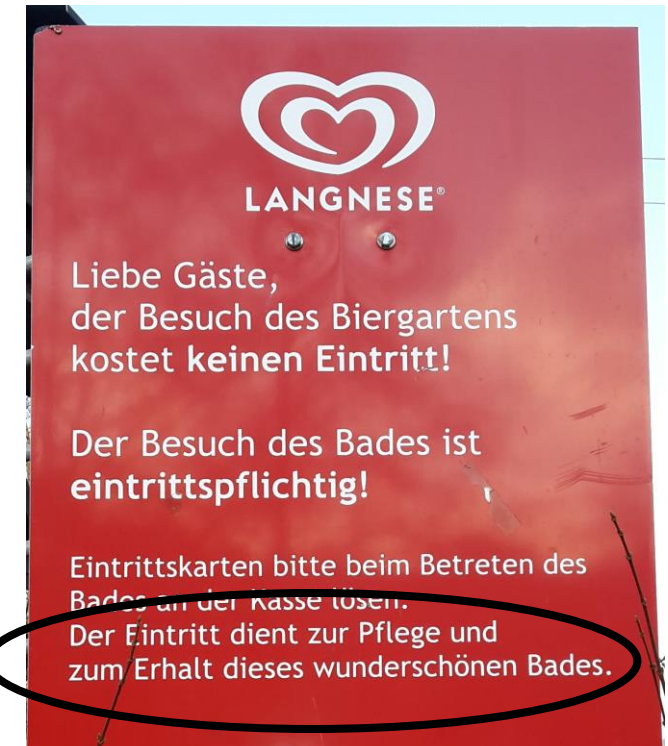 LANGNESE®
Liebe Gäste,
der Besuch des Biergartens
kostet keinen Eintritt!
Der Besuch des Bades ist
eintrittspflichtig!
Eintrittskarten bitte beim Betreten des
Bades an der Kasse lösen.
Der Eintritt dient zur Pflege und
zum Erhalt dieses wunderschönen Bades.